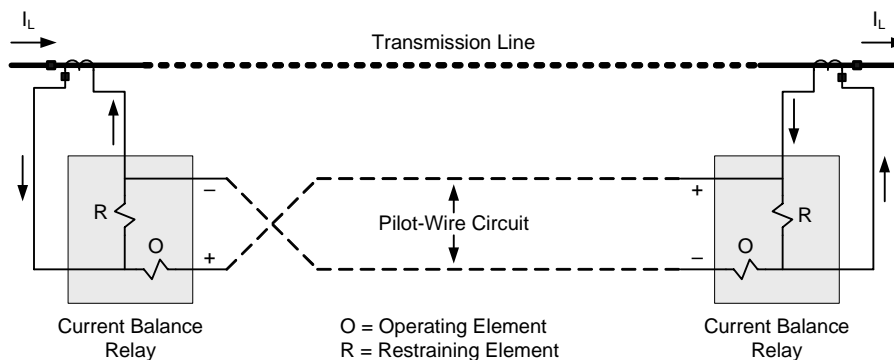 I_L
I_L
Transmission Line
R
O
–
+
Pilot-Wire Circuit
+
–
R
O
Current Balance
Relay
O = Operating Element
R = Restraining Element
Current Balance
Relay